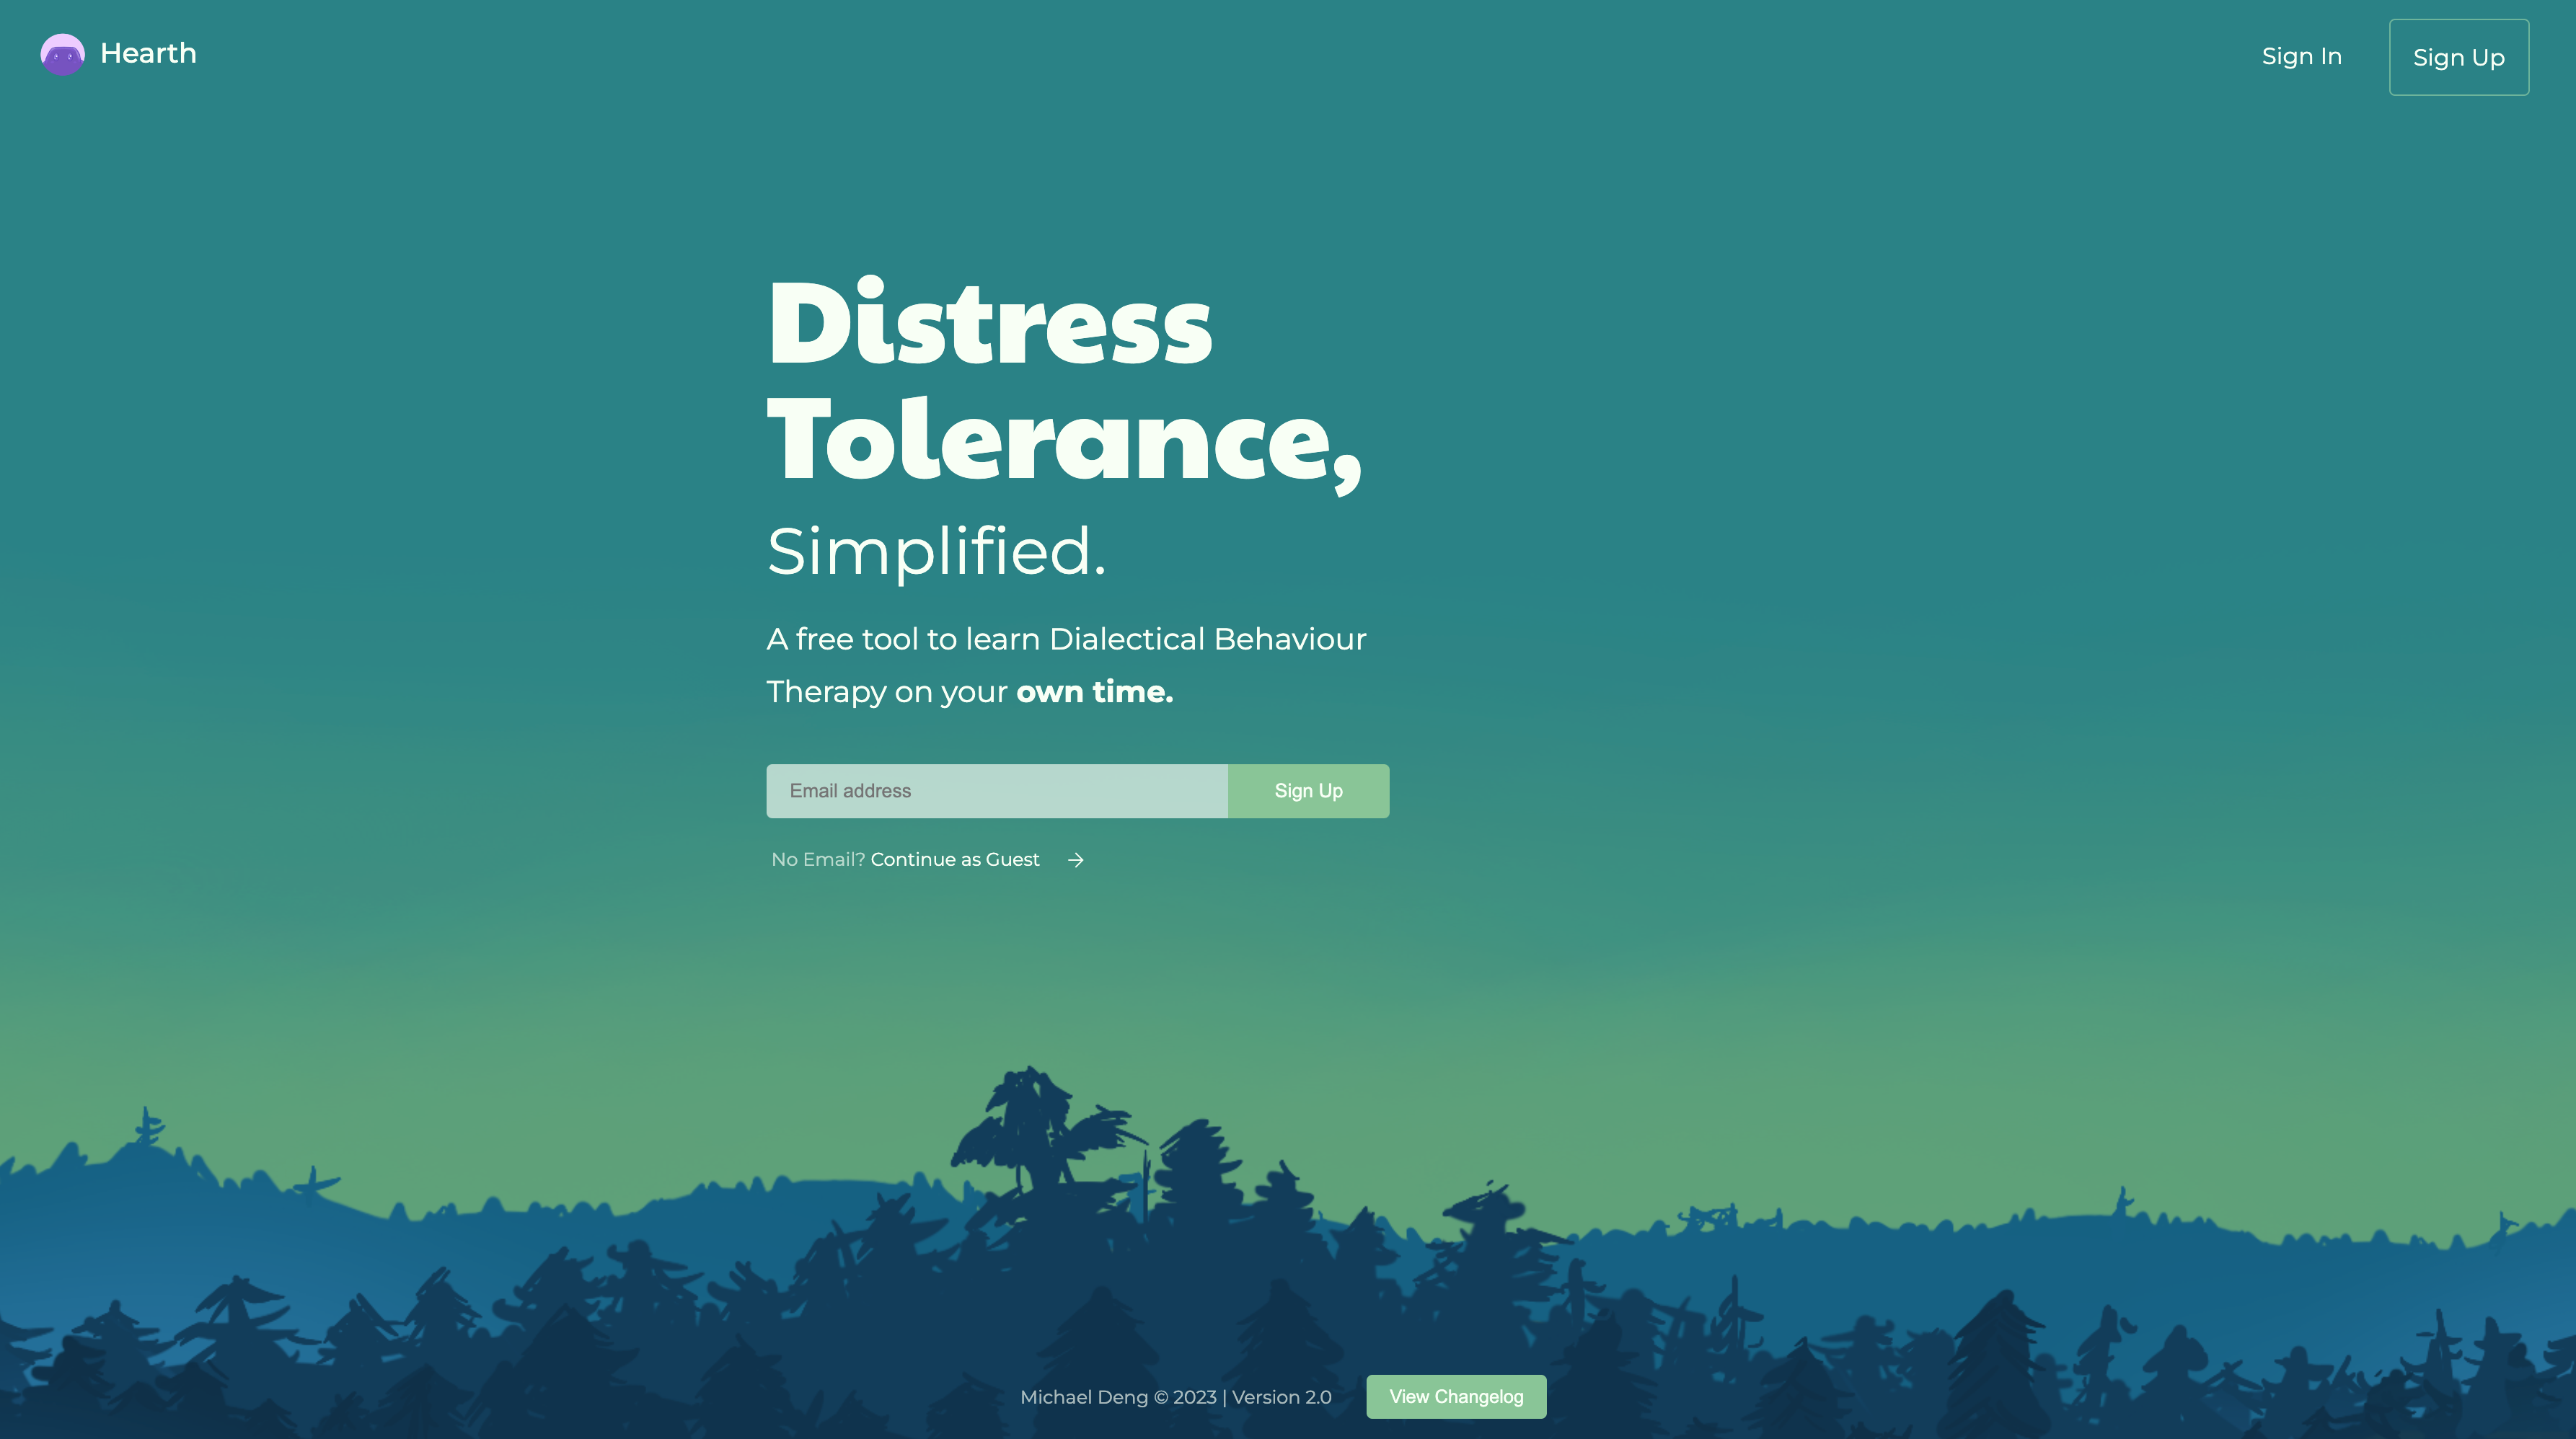 Hearth
Sign In
Sign Up
Distress
Tolerance,
Simplified.
A free tool to learn Dialectical Behaviour
Therapy on your own time.
Email address
Sign Up
No Email? Continue as Guest →
Michael Deng © 2023 | Version 2.0
View Changelog